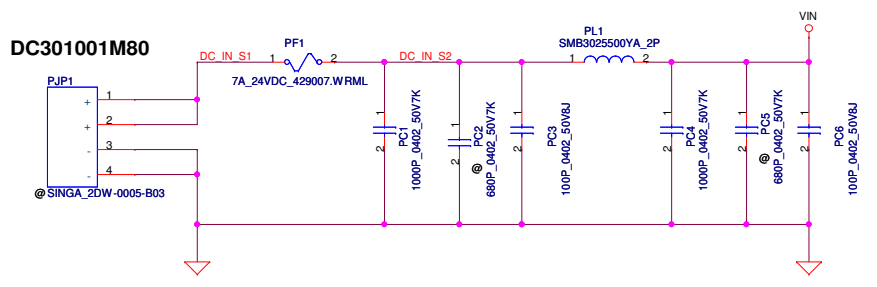 VIN
DC301001M80
PJP1
DC_IN_S1
PF1
1
2
7A_24VDC_429007.WRML
DC_IN_S2
PL1
SMB3025500YA_2P
1
2
+
1
+
2
-
3
-
4
@ SINGA_2DW-0005-B03
1
2
PC1
1000P_0402_50V7K
1
2
PC2
@
680P_0402_50V7K
1
2
PC3
100P_0402_50V8J
1
2
PC4
1000P_0402_50V7K
1
2
PC5
@
680P_0402_50V7K
1
2
PC6
100P_0402_50V8J